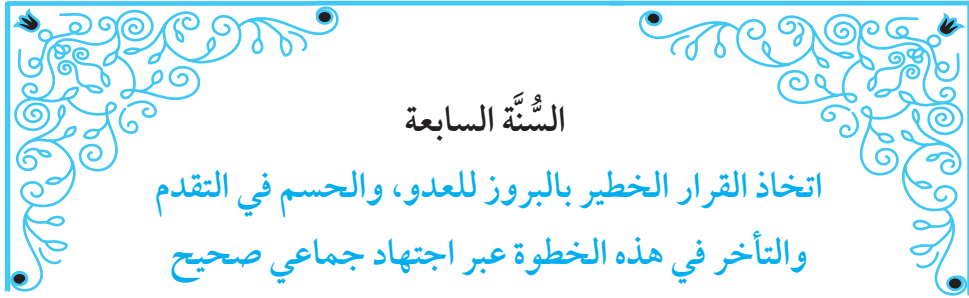 السُّنَّة السابعة
اتخاذ القرار الخطير بالبروز للعدو، والحسم في التقدم
والتأخر في هذه الخطوة عبر اجتهاد جماعي صحيح